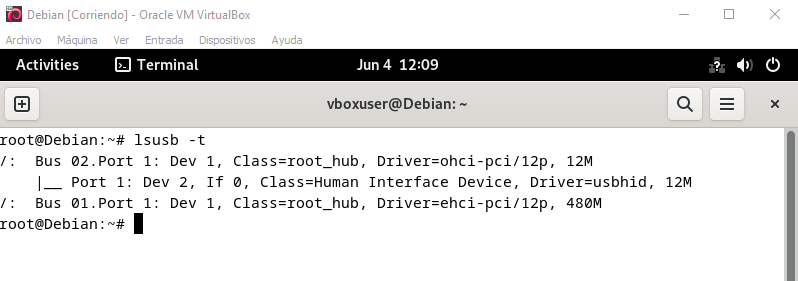 Debian [Corriendo] - Oracle VM VirtualBox
Archivo Máquina Ver Entrada Dispositivos Ayuda
Activities Terminal Jun 4 12:09
vboxuser@Debian: ~
root@Debian:~# lsusb -t
/:  Bus 02.Port 1: Dev 1, Class=root_hub, Driver=ohci-pci/12p, 12M
    |__ Port 1: Dev 2, If 0, Class=Human Interface Device, Driver=usbhid, 12M
/:  Bus 01.Port 1: Dev 1, Class=root_hub, Driver=ehci-pci/12p, 480M
root@Debian:~#